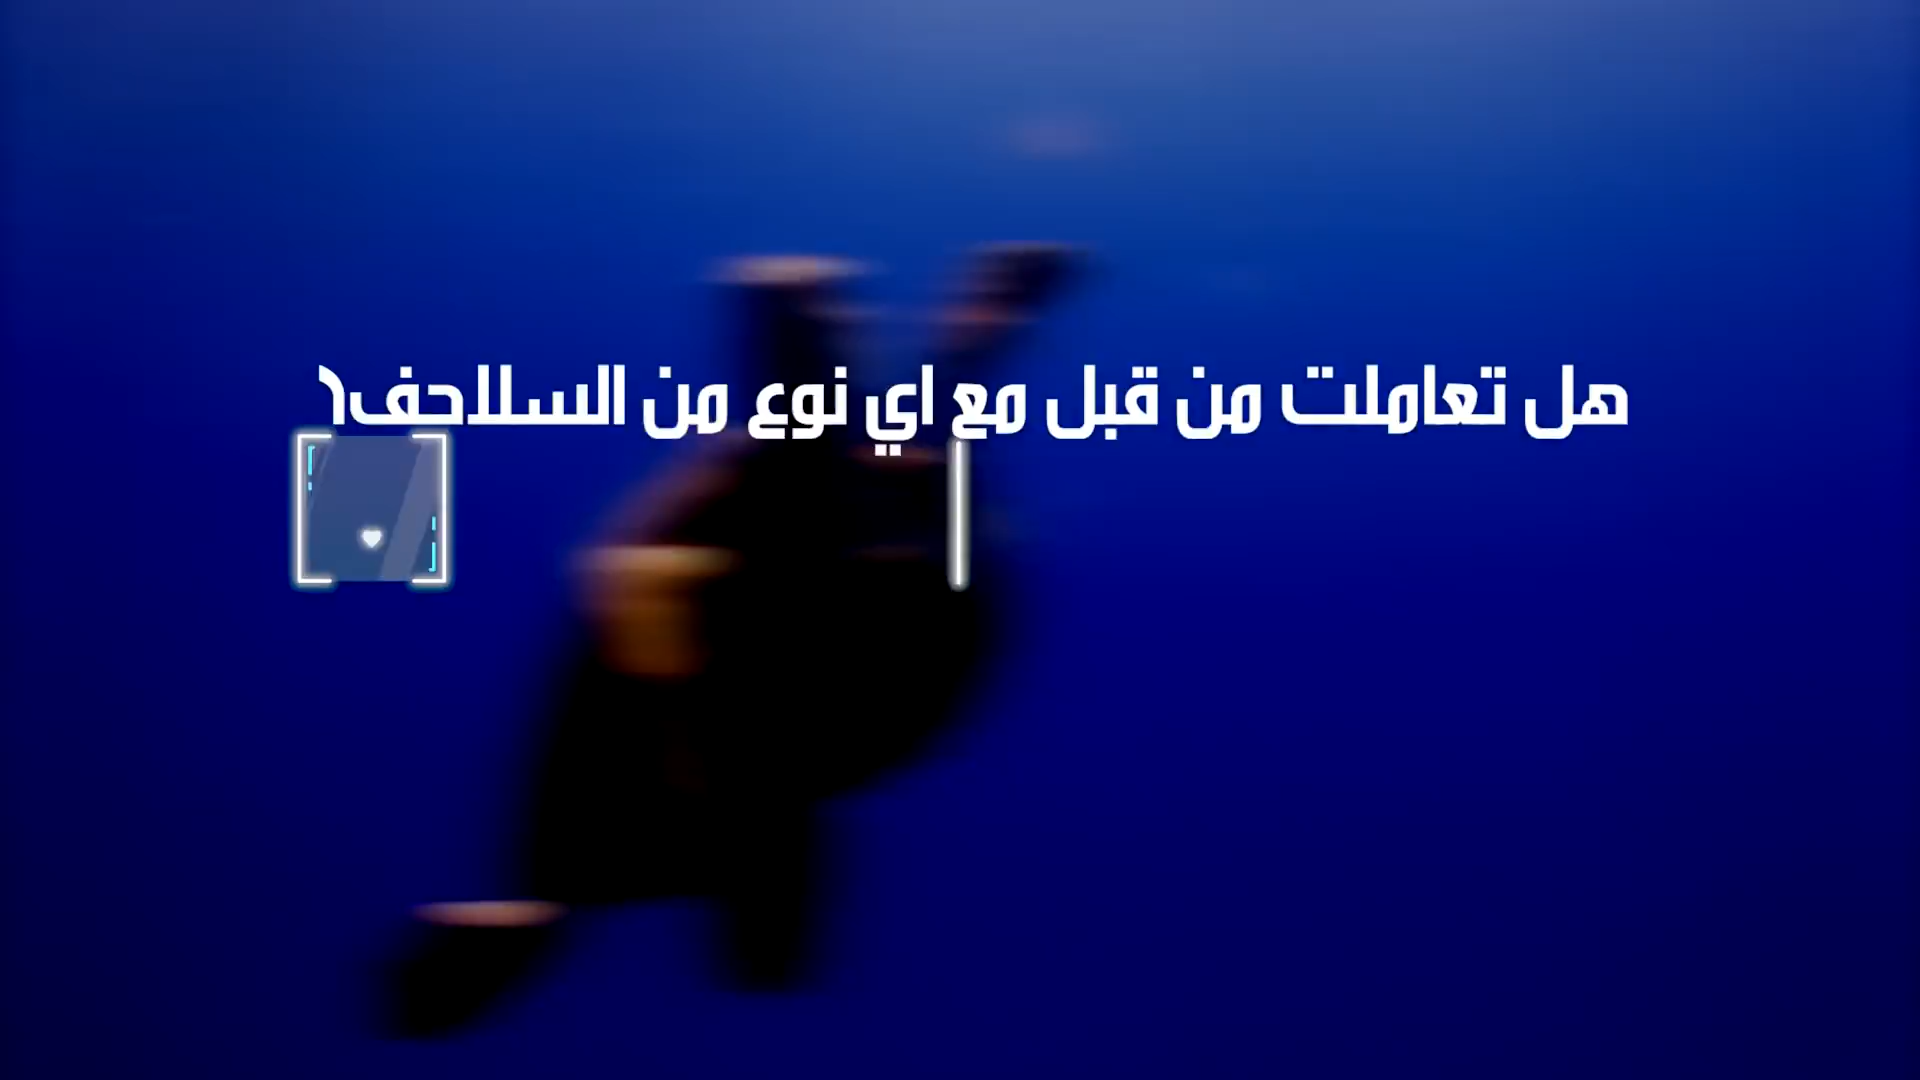 هل تعاملت من قبل مع اي نوع من السلاحف؟